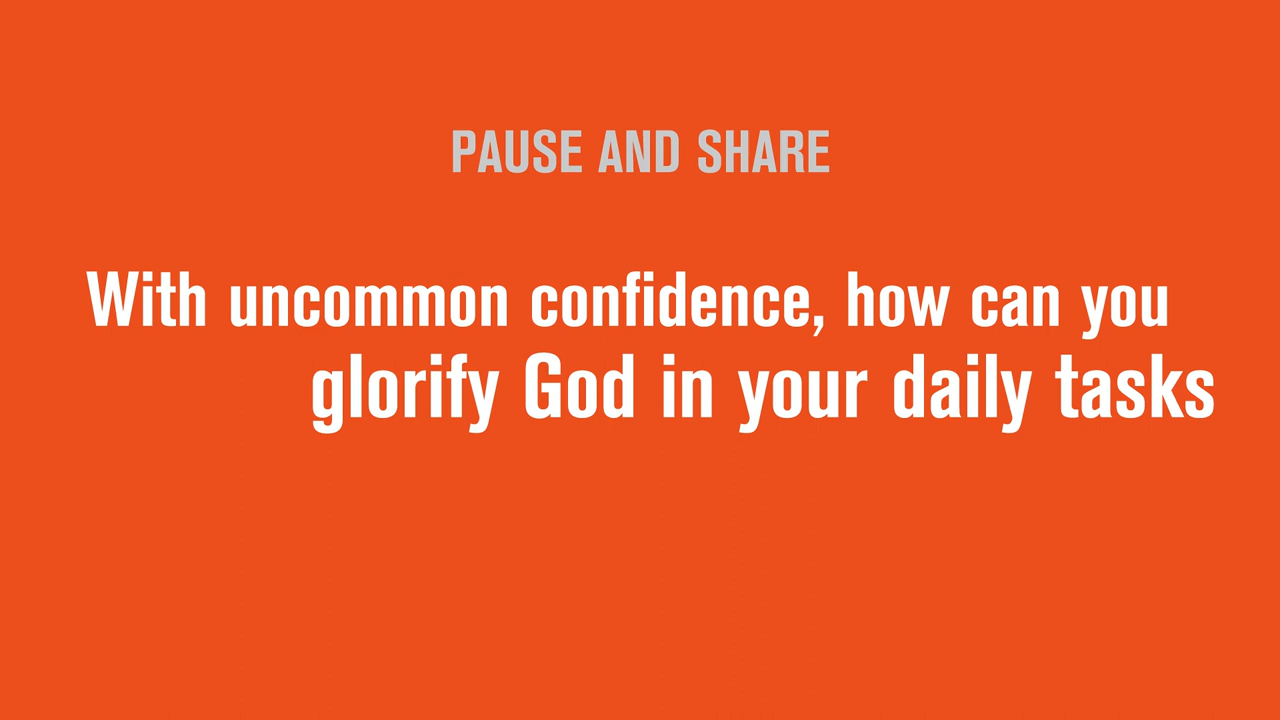 PAUSE AND SHARE
With uncommon confidence, how can you
glorify God in your daily tasks